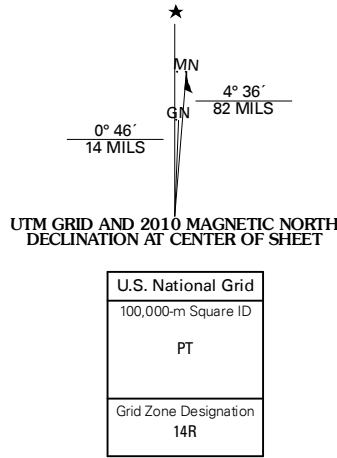 MN
4° 36´
82 MILS
GN
0° 46´
14 MILS
UTM GRID AND 2010 MAGNETIC NORTH
DECLINATION AT CENTER OF SHEET
U.S. National Grid
100,000-m Square ID
PT
Grid Zone Designation
14R